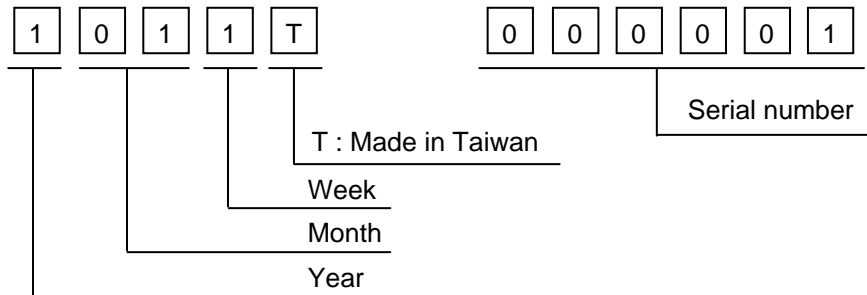 1 0 1 1 T 0 0 0 0 0 1
Serial number
T : Made in Taiwan
Week
Month
Year